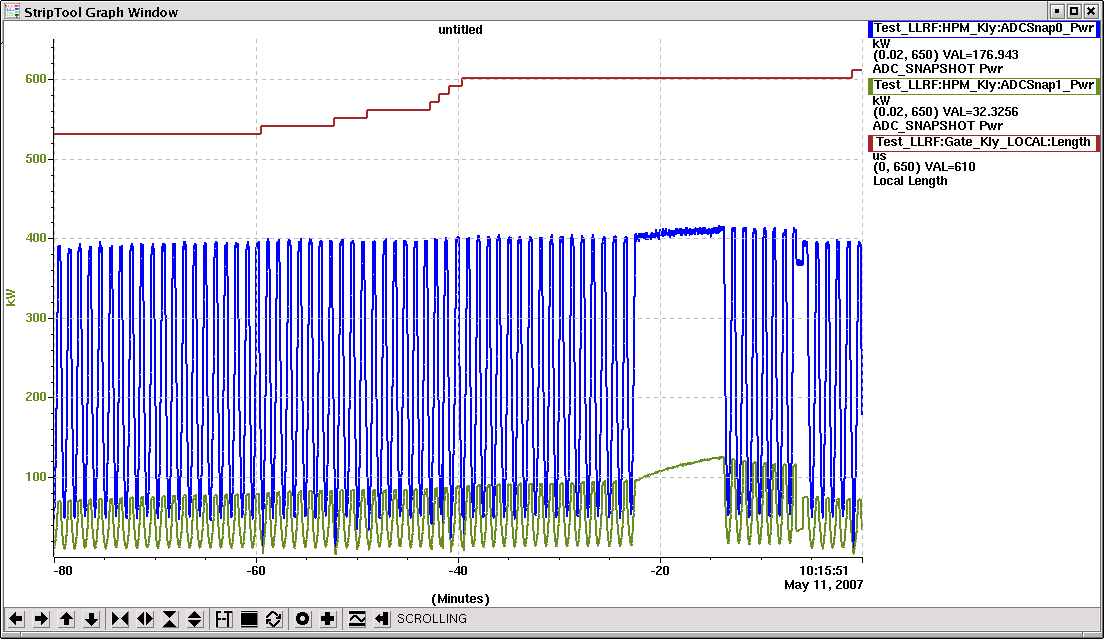 StripTool Graph Window
untitled
Test_LLRF:HPM_Kly:ADCSnap0_Pwr
kW
(0.02, 650) VAL=176.943
ADC_SNAPSHOT Pwr
Test_LLRF:HPM_Kly:ADCSnap1_Pwr
kW
(0.02, 650) VAL=32.3256
ADC_SNAPSHOT Pwr
Test_LLRF:Gate_Kly_LOCAL:Length
us
(0, 650) VAL=610
Local Length
600
500
400
300
200
100
kW
-80 -60 -40 -20 10:15:51
May 11, 2007
(Minutes)
SCROLLING